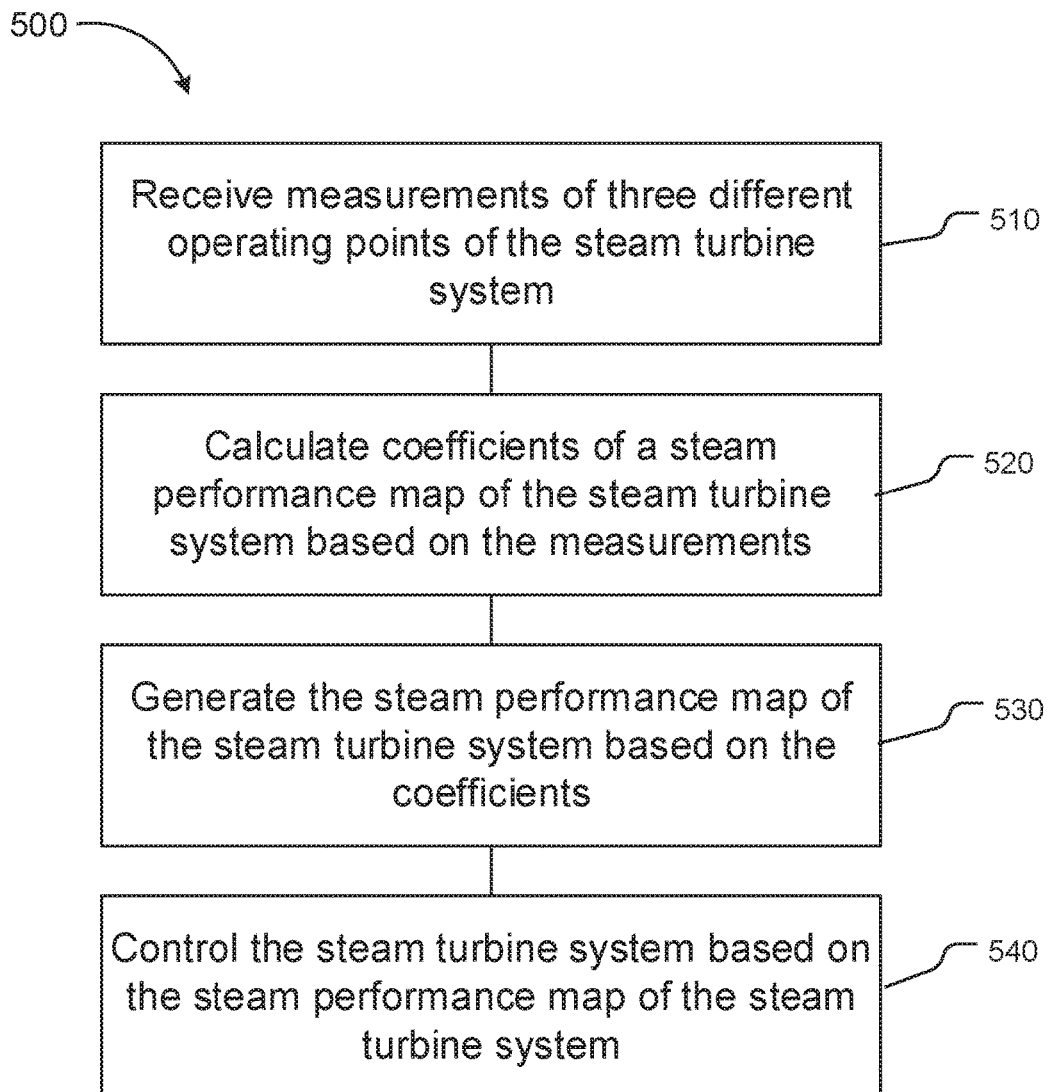 500
Receive measurements of three different
operating points of the steam turbine
system
510
Calculate coefficients of a steam
performance map of the steam turbine
system based on the measurements
520
Generate the steam performance map of
the steam turbine system based on the
coefficients
530
Control the steam turbine system based on
the steam performance map of the steam
turbine system
540